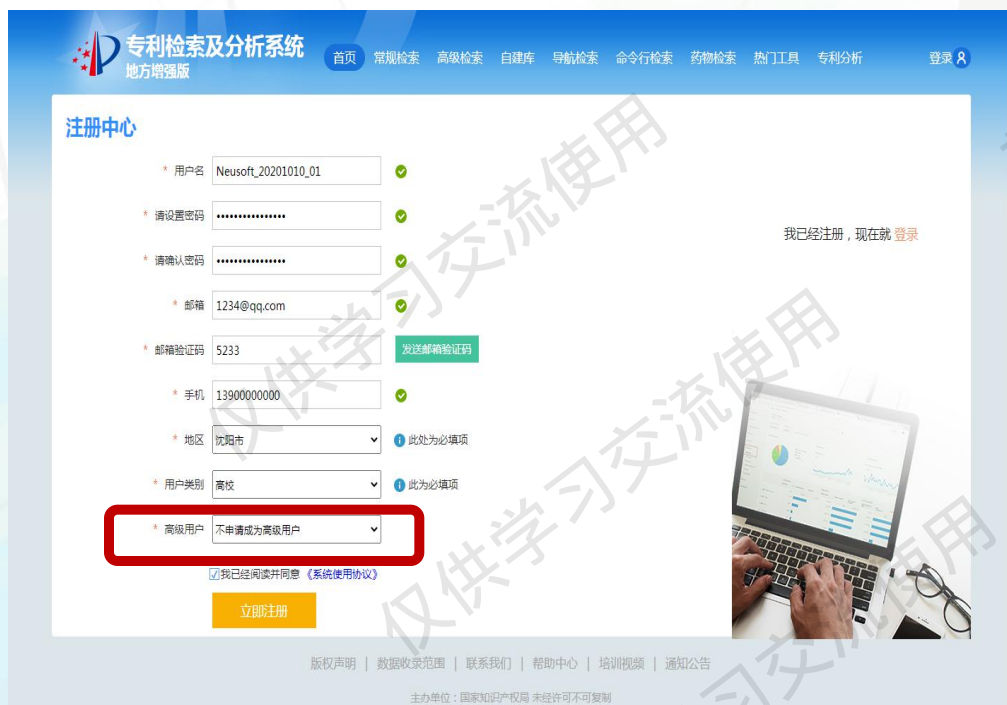 专利检索及分析系统
地方增强版
首页 常规检索 高级检索 自建库 导航检索 命令行检索 药物检索 热门工具 专利分析 登录
注册中心
* 用户名 Neusoft_20201010_01
* 请设置密码 ••••••••••••••••
* 请确认密码 ••••••••••••••••
我已经注册，现在就 登录
* 邮箱 1234@qq.com
* 邮箱验证码 5233 发送邮箱验证码
* 手机 13900000000
* 地区 沈阳市 此处为必填项
* 用户类别 高校 此为必填项
* 高级用户 不申请成为高级用户
我已经阅读并同意 《系统使用协议》
立即注册
版权声明 | 数据收录范围 | 联系我们 | 帮助中心 | 培训视频 | 通知公告
主办单位：国家知识产权局 未经许可不可复制
仅供学习交流使用
仅供学习交流使用
习交流使用